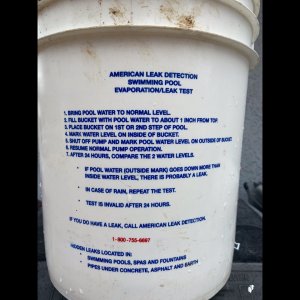 AMERICAN LEAK DETECTION
SWIMMING POOL
EVAPORATION/LEAK TEST
1. BRING POOL WATER TO NORMAL LEVEL.
2. FILL BUCKET WITH POOL WATER TO ABOUT 1 INCH FROM TOP.
3. PLACE BUCKET ON 1ST OR 2ND STEP OF POOL.
4. MARK WATER LEVEL ON INSIDE OF BUCKET.
5. SHUT OFF PUMP AND MARK POOL WATER LEVEL ON OUTSIDE OF BUCKET.
6. RESUME NORMAL PUMP OPERATION.
7. AFTER 24 HOURS, COMPARE THE 2 WATER LEVELS.
• IF POOL WATER (OUTSIDE MARK) GOES DOWN MORE THAN
INSIDE WATER LEVEL, THERE IS PROBABLY A LEAK.
• IN CASE OF RAIN, REPEAT THE TEST.
• TEST IS INVALID AFTER 24 HOURS.
IF YOU DO HAVE A LEAK, CALL AMERICAN LEAK DETECTION.
1-800-755-6697
HIDDEN LEAKS LOCATED IN:
• SWIMMING POOLS, SPAS AND FOUNTAINS
• PIPES UNDER CONCRETE, ASPHALT AND EARTH